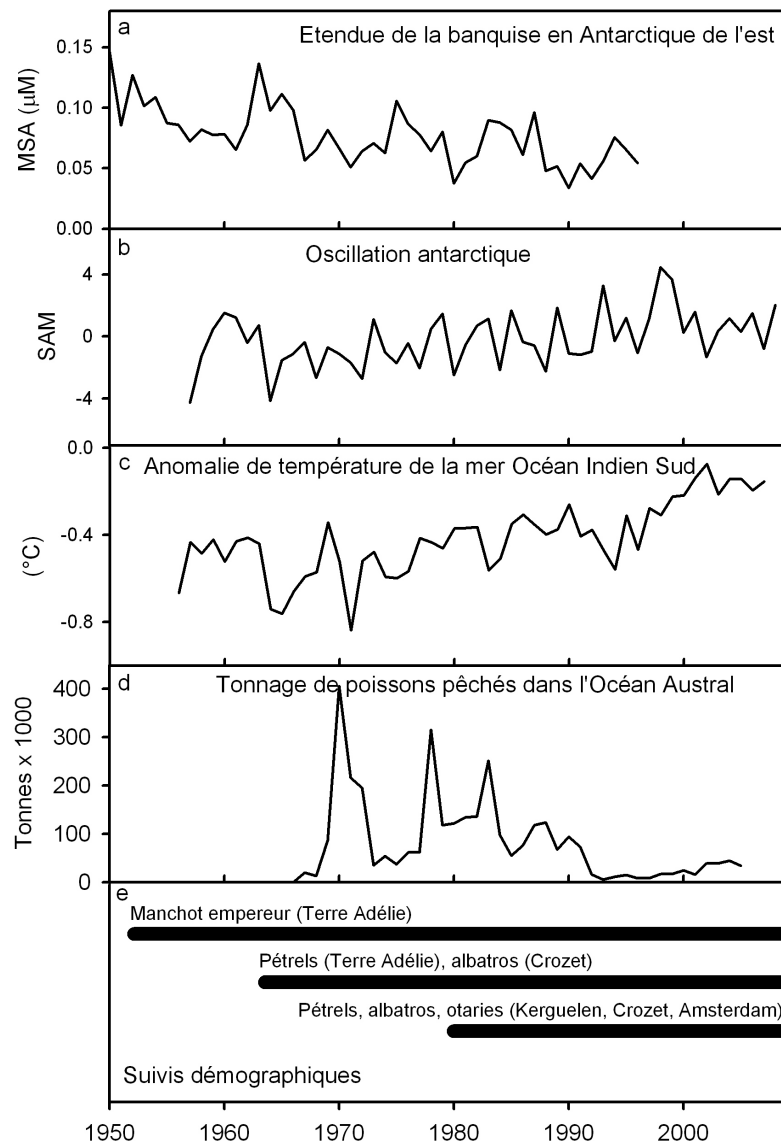 a
Etendue de la banquise en Antarctique de l'est
MSA (µM)
0.15
0.10
0.05
0.00
b
Oscillation antarctique
SAM
4
0
-4
c
Anomalie de température de la mer Océan Indien Sud
(°C)
0.0
-0.4
-0.8
d
Tonnage de poissons pêchés dans l'Océan Austral
Tonnes x 1000
400
300
200
100
0
e
Manchot empereur (Terre Adélie)
Pétrels (Terre Adélie), albatros (Crozet)
Pétrels, albatros, otaries (Kerguelen, Crozet, Amsterdam)
Suivis démographiques
1950 1960 1970 1980 1990 2000